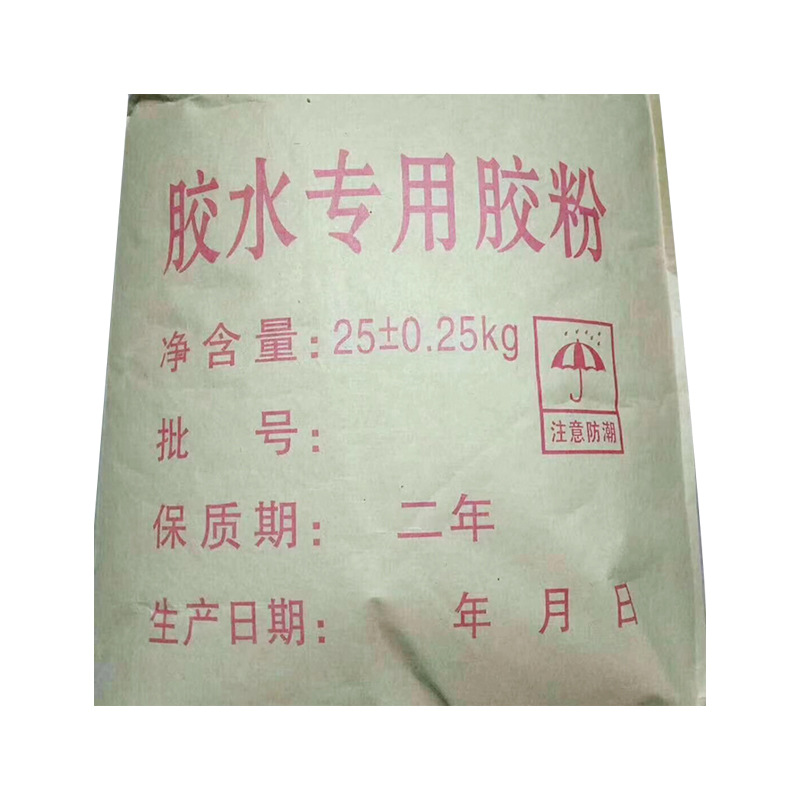 胶水专用胶粉
净含量：25±0.25kg
批　号：
注意防潮
保质期：二年
生产日期：　年　月　日